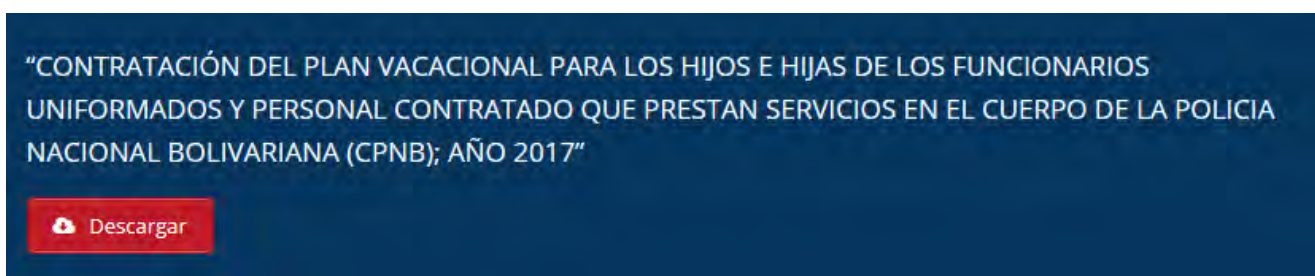 “CONTRATACIÓN DEL PLAN VACACIONAL PARA LOS HIJOS E HIJAS DE LOS FUNCIONARIOS
UNIFORMADOS Y PERSONAL CONTRATADO QUE PRESTAN SERVICIOS EN EL CUERPO DE LA POLICIA
NACIONAL BOLIVARIANA (CPNB); AÑO 2017”
Descargar